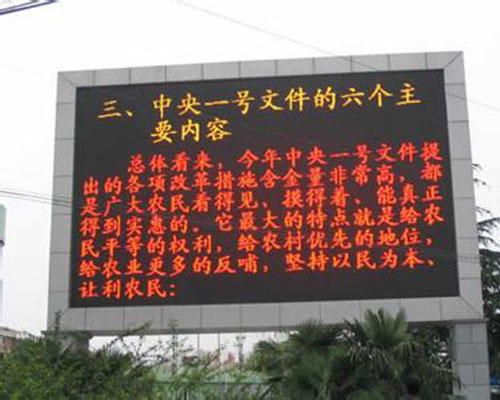 三、中央一号文件的六个主
要内容
总体看来，今年中央一号文件提
出的各项改革措施含金量非常高，都
是广大农民看得见、摸得着、能真正
得到实惠的。它最大的特点就是给农
民平等的权利，给农村优先的地位，
给农业更多的反哺，坚持以民为本、
让利农民：